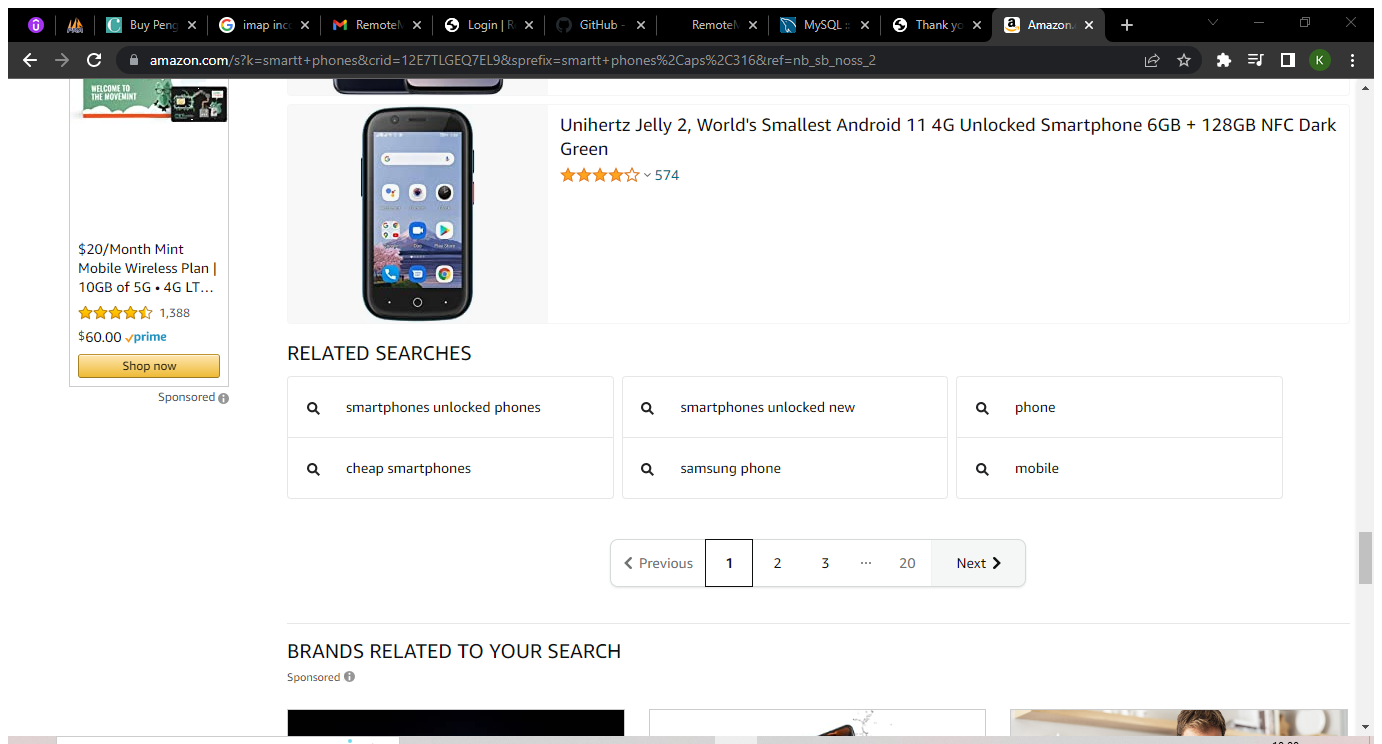 Buy Peng
imap inc
RemoteM
Login | R
GitHub -
RemoteM
MySQL ::
Thank yo
Amazon.
amazon.com/s?k=smartt+phones&crid=12E7TLGEQ7EL9&sprefix=smartt+phones%2Caps%2C316&ref=nb_sb_noss_2
K
WELCOME TO
THE MOVEMINT
$20/Month Mint
Mobile Wireless Plan |
10GB of 5G • 4G LT...
1,388
$60.00 prime
Shop now
Sponsored
Unihertz Jelly 2, World's Smallest Android 11 4G Unlocked Smartphone 6GB + 128GB NFC Dark
Green
574
RELATED SEARCHES
smartphones unlocked phones
smartphones unlocked new
phone
cheap smartphones
samsung phone
mobile
Previous 1 2 3 ... 20 Next
BRANDS RELATED TO YOUR SEARCH
Sponsored